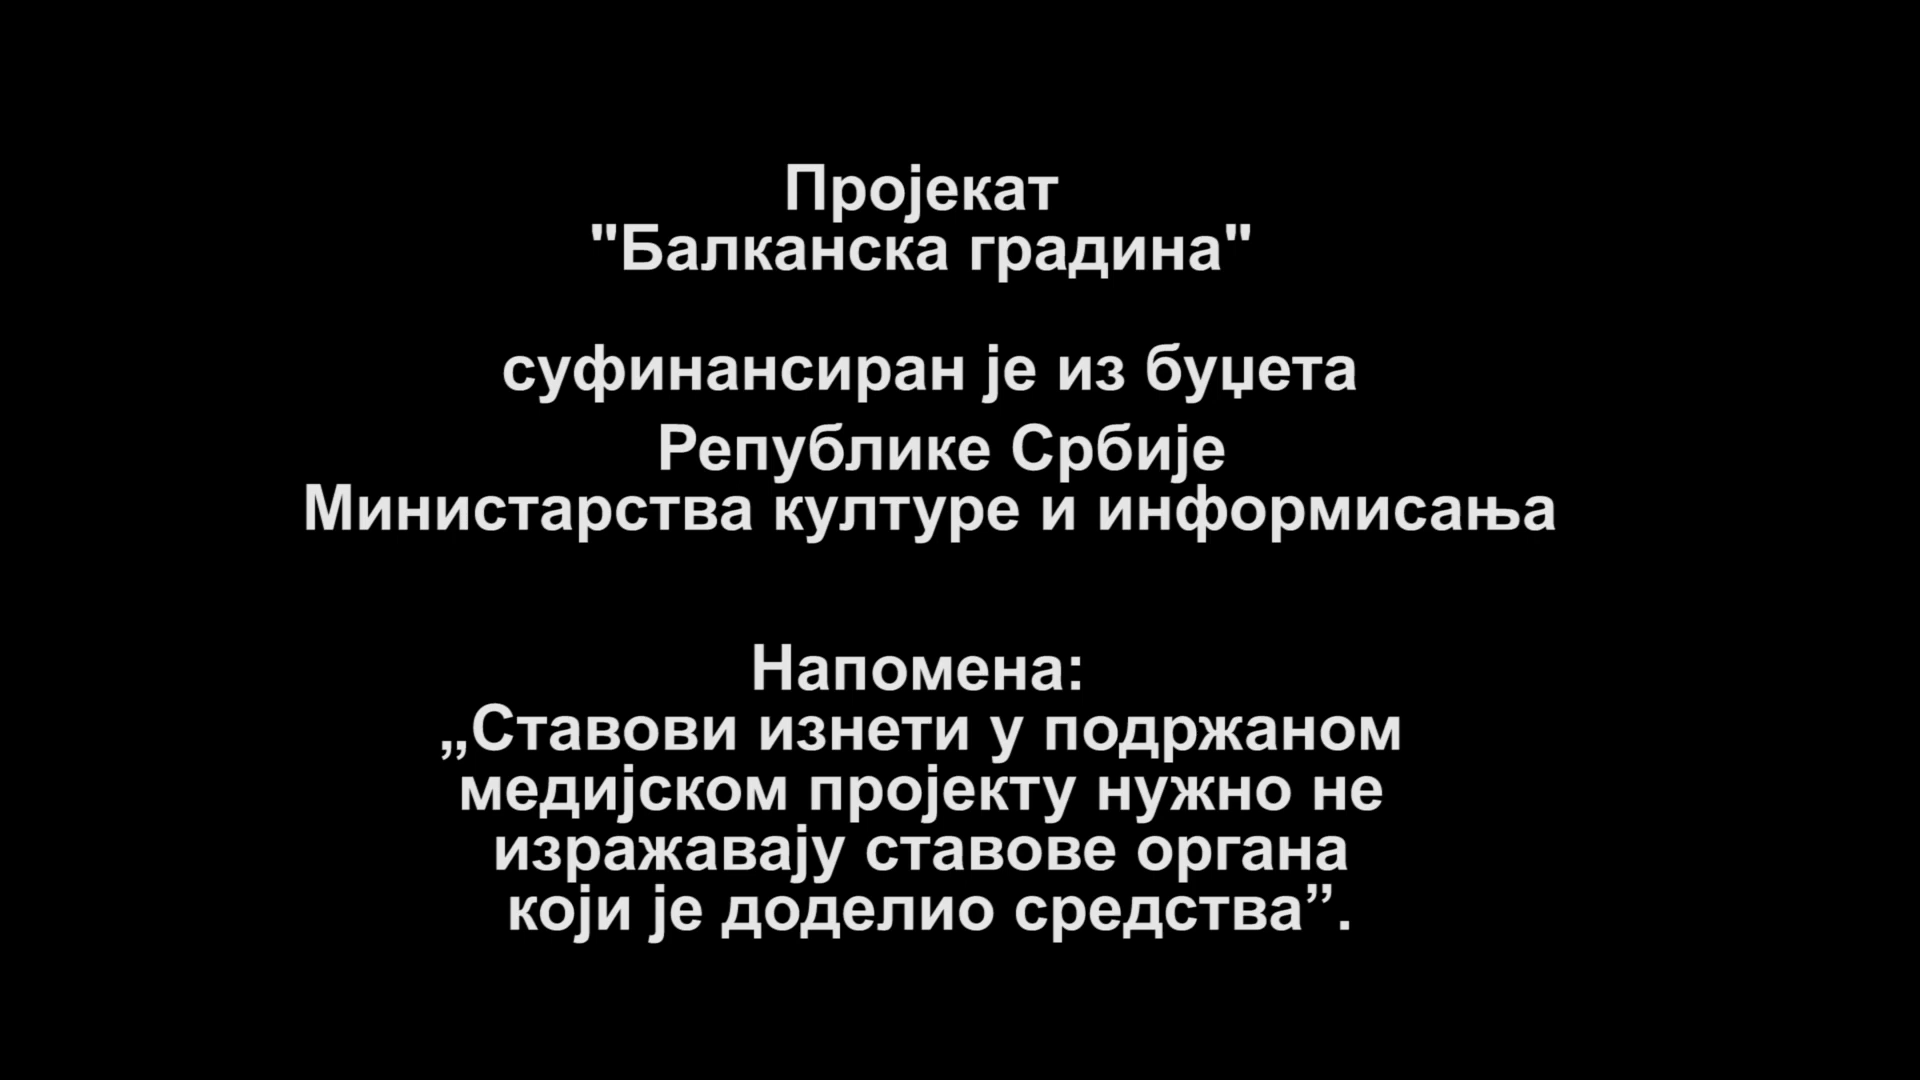 Пројекат
"Балканска градина"
суфинансиран је из буџета
Републике Србије
Министарства културе и информисања
Напомена:
„Ставови изнети у подржаном
медијском пројекту нужно не
изражавају ставове органа
који је доделио средства”.